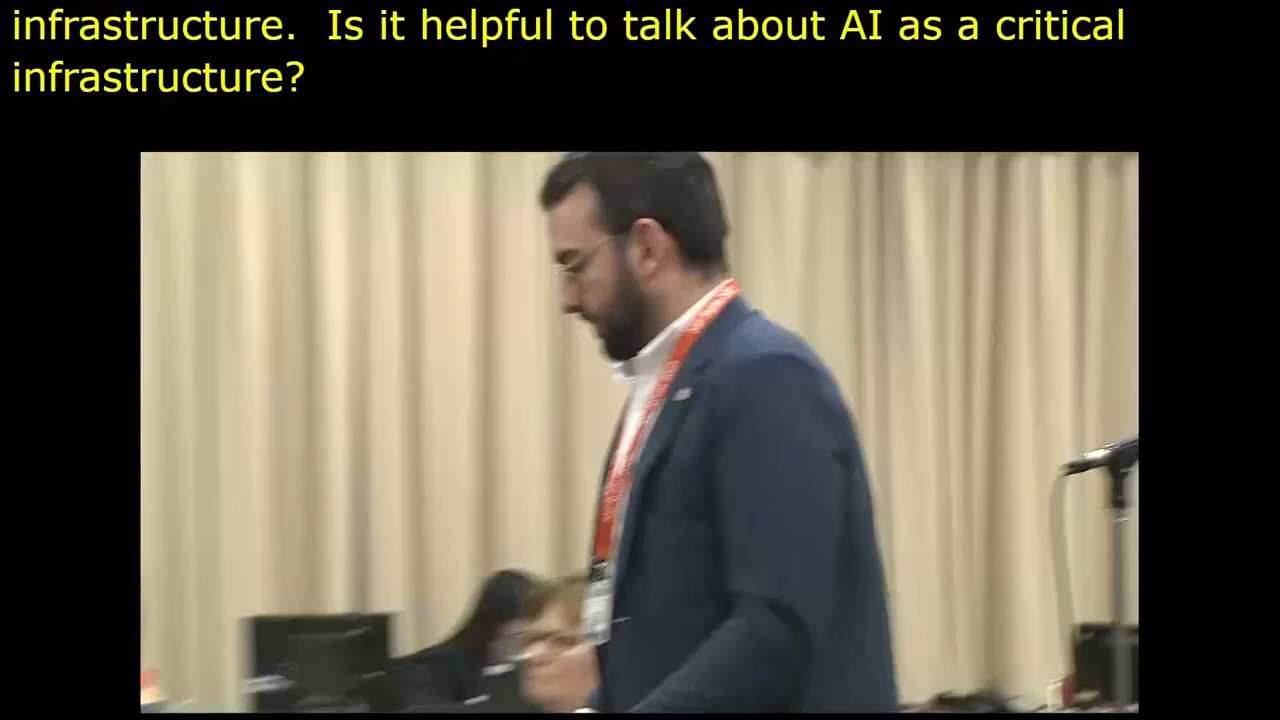 infrastructure.  Is it helpful to talk about AI as a critical
infrastructure?